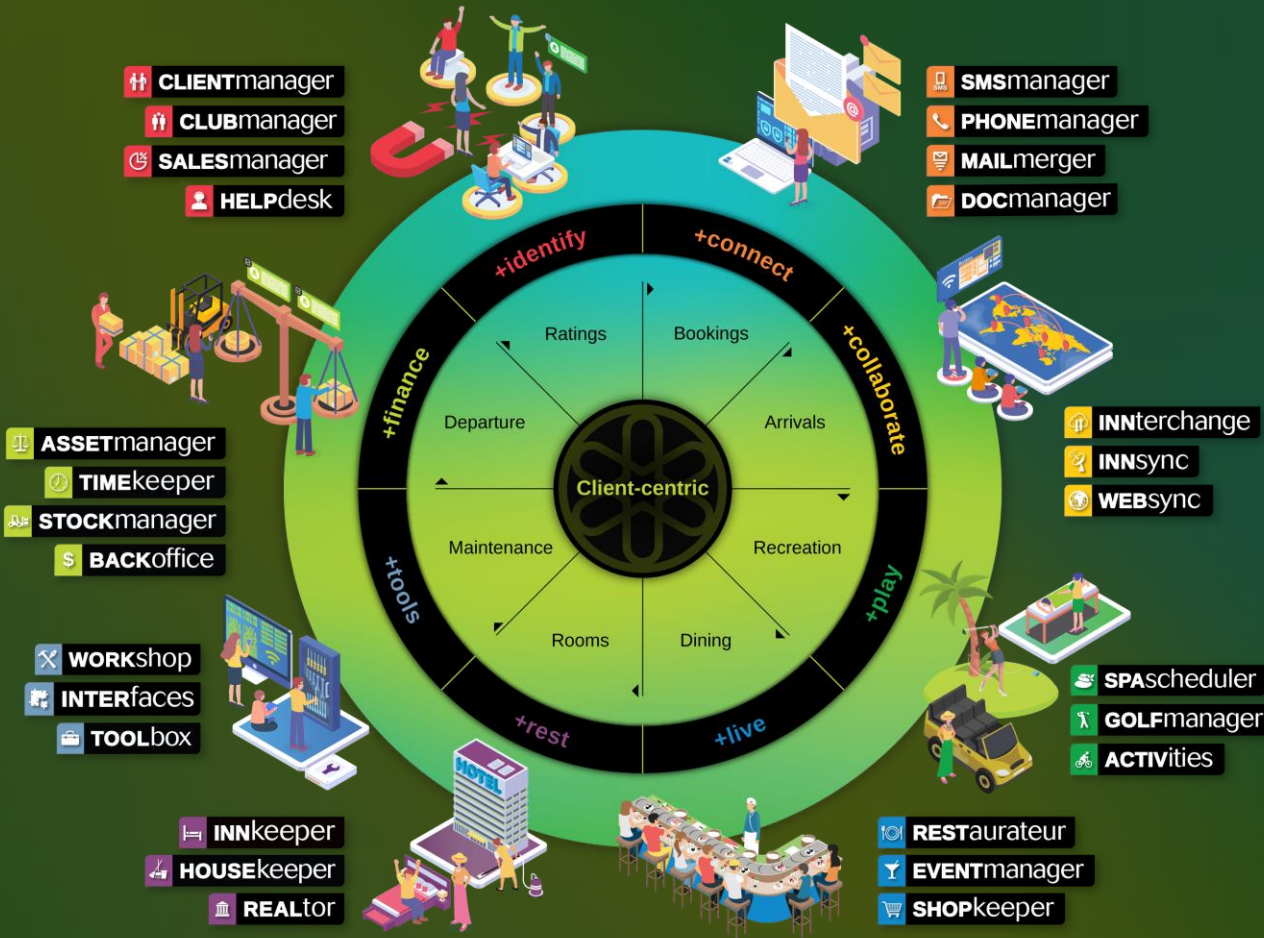 CLIENTmanager
CLUBmanager
SALESmanager
HELPdesk
SMS
SMSmanager
PHONEmanager
MAILmerger
DOCmanager
+identify
+connect
+collaborate
+play
+live
+rest
+tools
+finance
Ratings
Bookings
Departure
Arrivals
Client-centric
Maintenance
Recreation
Rooms
Dining
ASSETmanager
TIMEkeeper
STOCKmanager
$ BACKoffice
INNterchange
INNsync
WEBsync
WORKshop
INTERfaces
TOOLbox
SPAscheduler
GOLFmanager
ACTIVities
HOTEL
INNkeeper
HOUSEkeeper
REALtor
RESTaurateur
EVENTmanager
SHOPkeeper